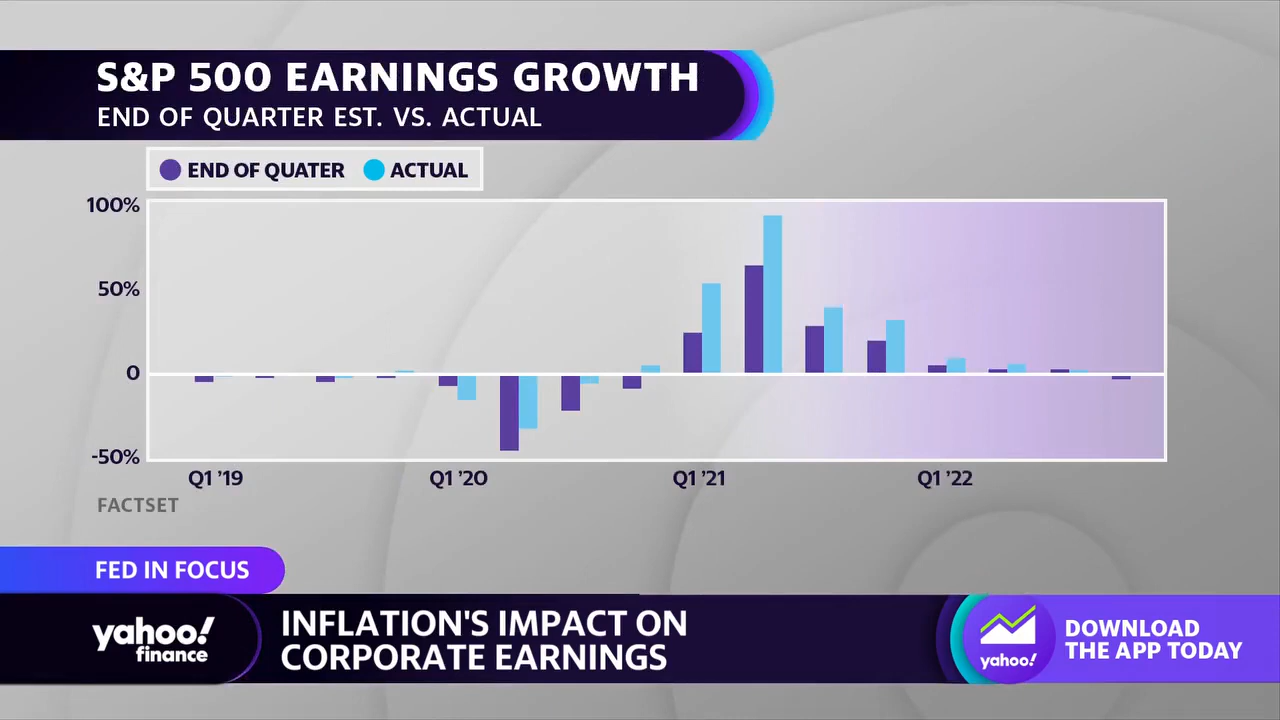 S&P 500 EARNINGS GROWTH
END OF QUARTER EST. VS. ACTUAL
END OF QUATER ACTUAL
100%
50%
0
-50%
Q1 ’19 Q1 ’20 Q1 ’21 Q1 ’22
FACTSET
FED IN FOCUS
yahoo!
finance
INFLATION'S IMPACT ON
CORPORATE EARNINGS
yahoo!
DOWNLOAD
THE APP TODAY